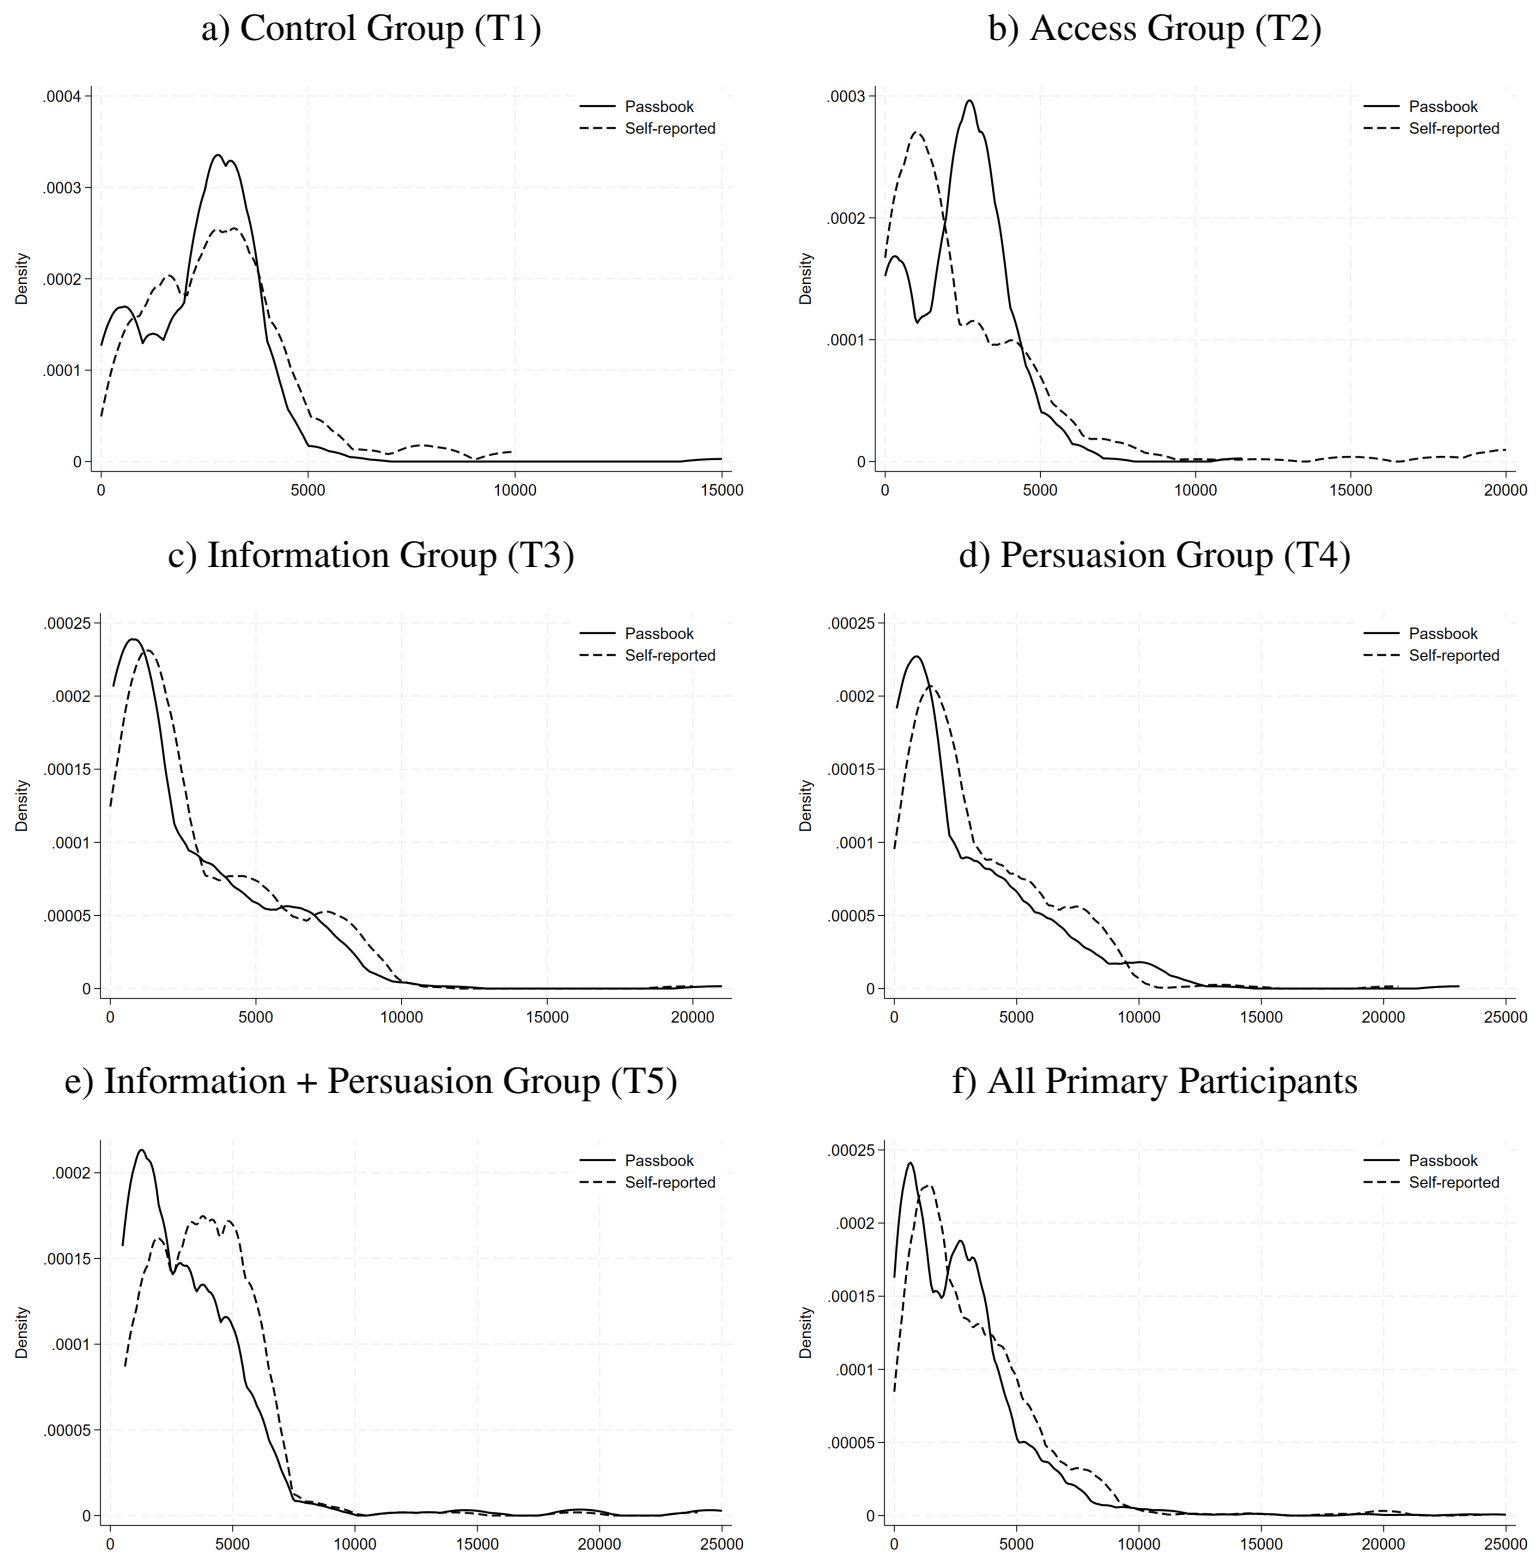 a) Control Group (T1)
.0004
.0003
.0002
.0001
0
Density
0 5000 10000 15000
Passbook
Self-reported
b) Access Group (T2)
.0003
.0002
.0001
0
Density
0 5000 10000 15000 20000
Passbook
Self-reported
c) Information Group (T3)
.00025
.0002
.00015
.0001
.00005
0
Density
0 5000 10000 15000 20000
Passbook
Self-reported
d) Persuasion Group (T4)
.00025
.0002
.00015
.0001
.00005
0
Density
0 5000 10000 15000 20000 25000
Passbook
Self-reported
e) Information + Persuasion Group (T5)
.0002
.00015
.0001
.00005
0
Density
0 5000 10000 15000 20000 25000
Passbook
Self-reported
f) All Primary Participants
.00025
.0002
.00015
.0001
.00005
0
Density
0 5000 10000 15000 20000 25000
Passbook
Self-reported